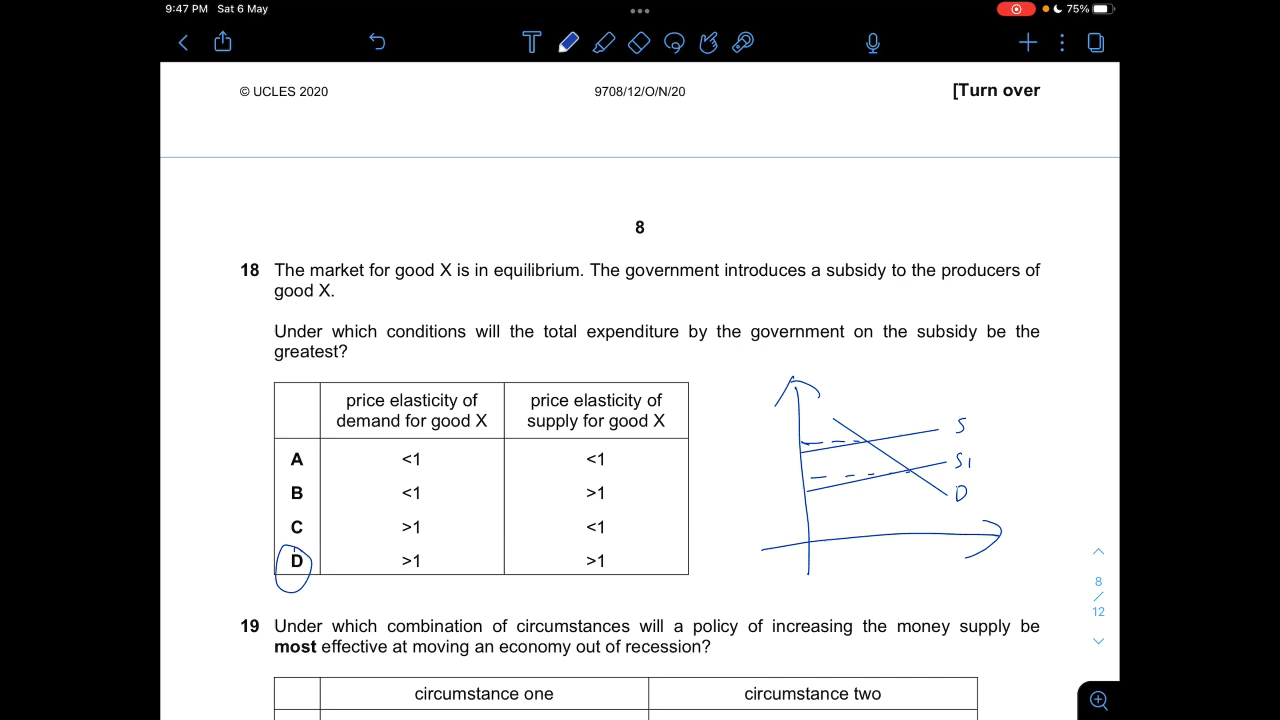 9:47 PM Sat 6 May
75%
© UCLES 2020 9708/12/O/N/20 [Turn over
8
18 The market for good X is in equilibrium. The government introduces a subsidy to the producers of
good X.
Under which conditions will the total expenditure by the government on the subsidy be the
greatest?
price elasticity of price elasticity of
demand for good X supply for good X
A <1 <1
B <1 >1
C >1 <1
D >1 >1
S
S1
D
8
12
19 Under which combination of circumstances will a policy of increasing the money supply be
most effective at moving an economy out of recession?
circumstance one circumstance two